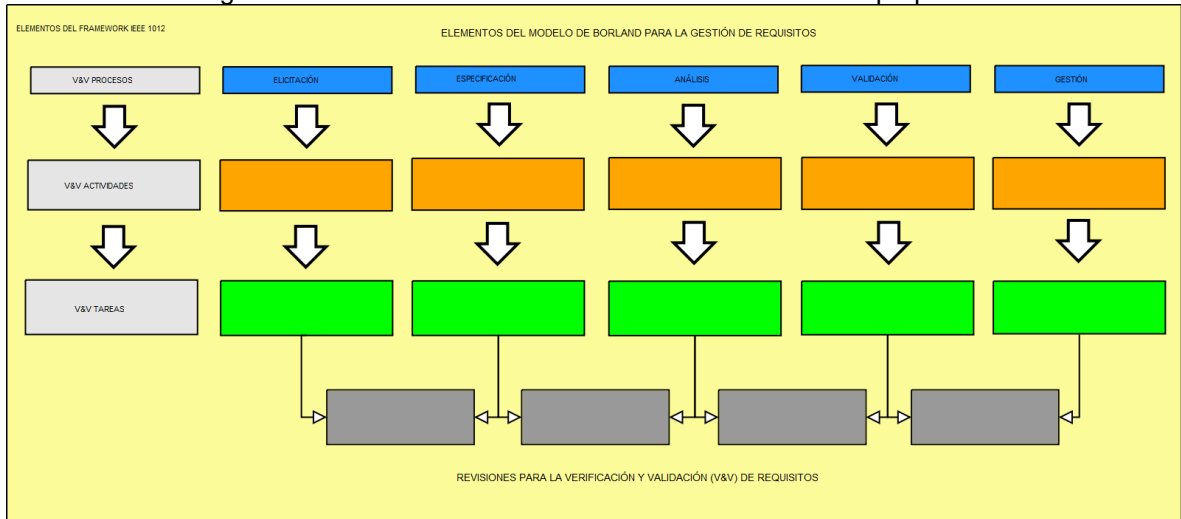 ELEMENTOS DEL FRAMEWORK IEEE 1012
ELEMENTOS DEL MODELO DE BORLAND PARA LA GESTIÓN DE REQUISITOS
V&V PROCESOS
ELICITACIÓN
ESPECIFICACIÓN
ANÁLISIS
VALIDACIÓN
GESTIÓN
V&V ACTIVIDADES
V&V TAREAS
REVISIONES PARA LA VERIFICACIÓN Y VALIDACIÓN (V&V) DE REQUISITOS